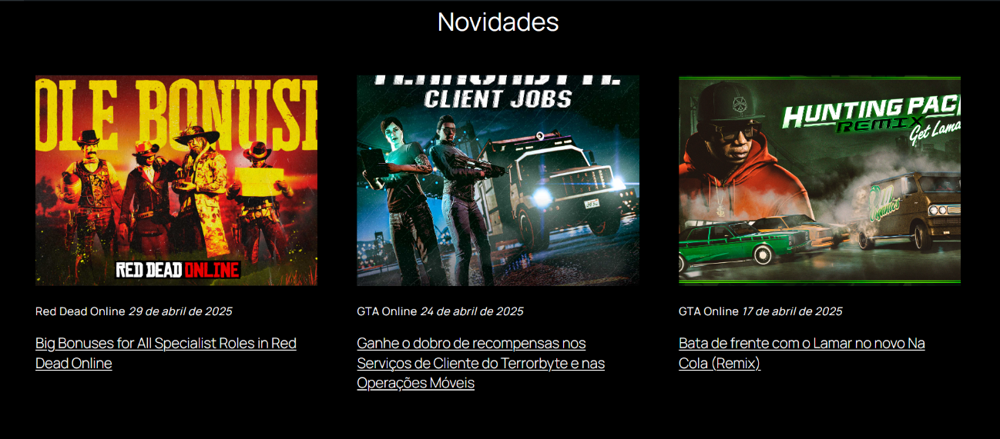 Novidades
OLE BONUSE
RED DEAD ONLINE
TERRORBYTE
CLIENT JOBS
HUNTING PACK
REMIX
Get Lama
Organics
Red Dead Online 29 de abril de 2025
Big Bonuses for All Specialist Roles in Red
Dead Online
GTA Online 24 de abril de 2025
Ganhe o dobro de recompensas nos
Serviços de Cliente do Terrorbyte e nas
Operações Móveis
GTA Online 17 de abril de 2025
Bata de frente com o Lamar no novo Na
Cola (Remix)